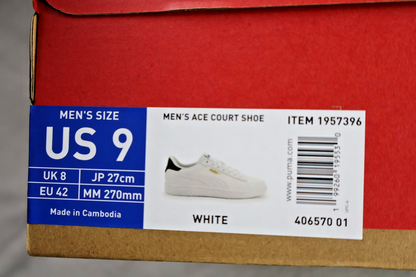 MEN'S SIZE
US 9
UK 8 JP 27cm
EU 42 MM 270mm
Made in Cambodia
MEN'S ACE COURT SHOE
WHITE
ITEM 1957396
www.puma.com
406570 01